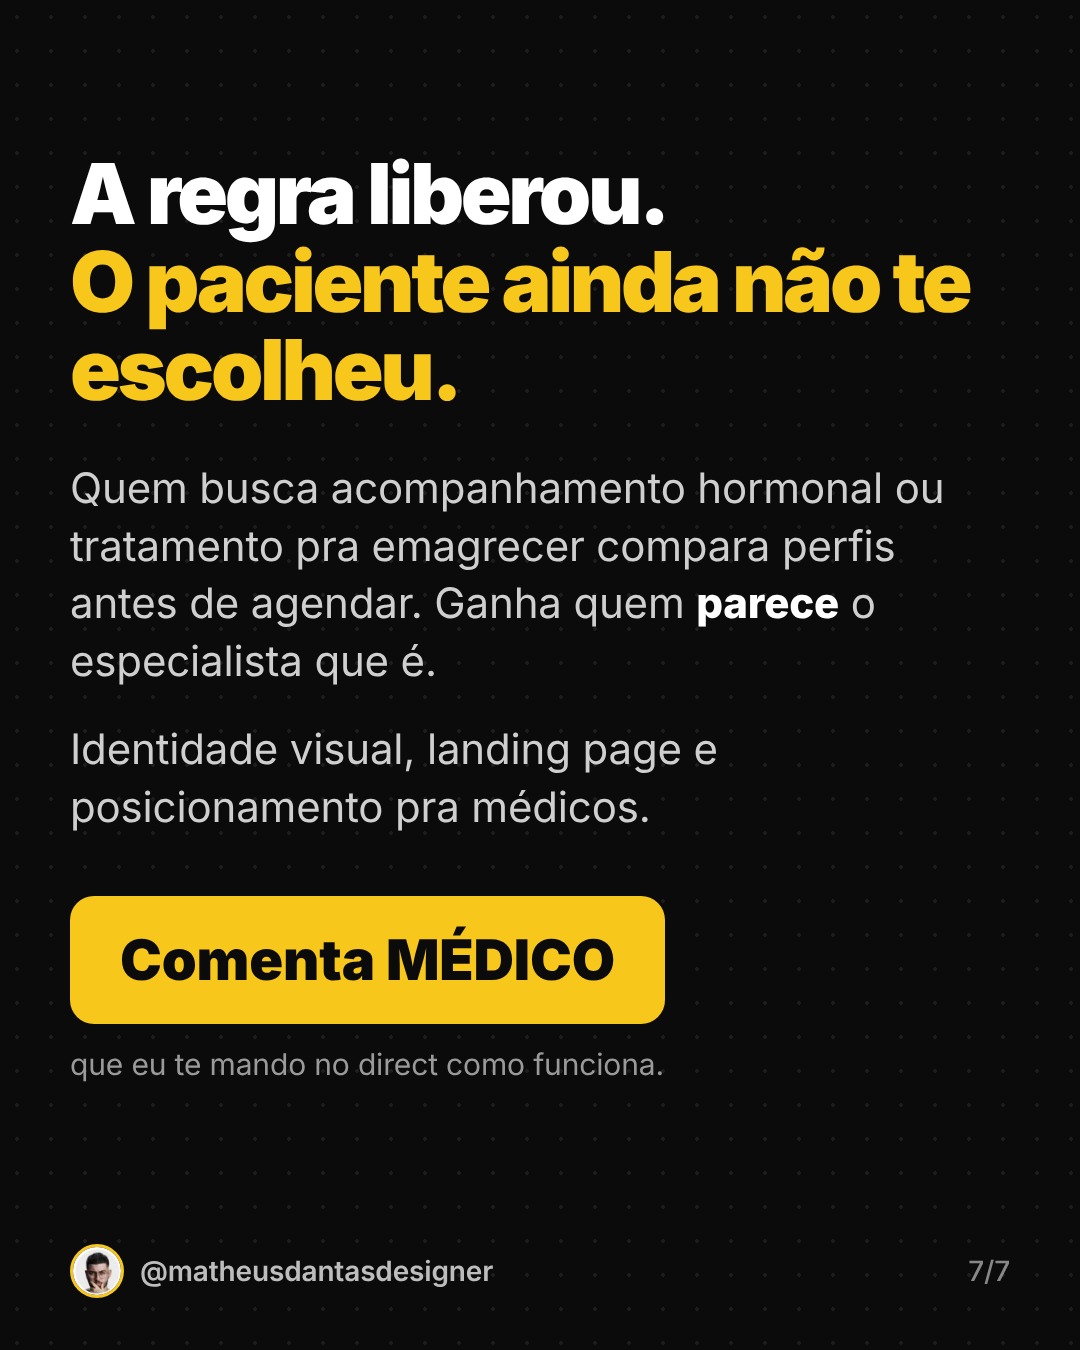 A regra liberou.
O paciente ainda não te
escolheu.
Quem busca acompanhamento hormonal ou
tratamento pra emagrecer compara perfis
antes de agendar. Ganha quem parece o
especialista que é.
Identidade visual, landing page e
posicionamento pra médicos.
Comenta MÉDICO
que eu te mando no direct como funciona.
@matheusdantasdesigner
7/7